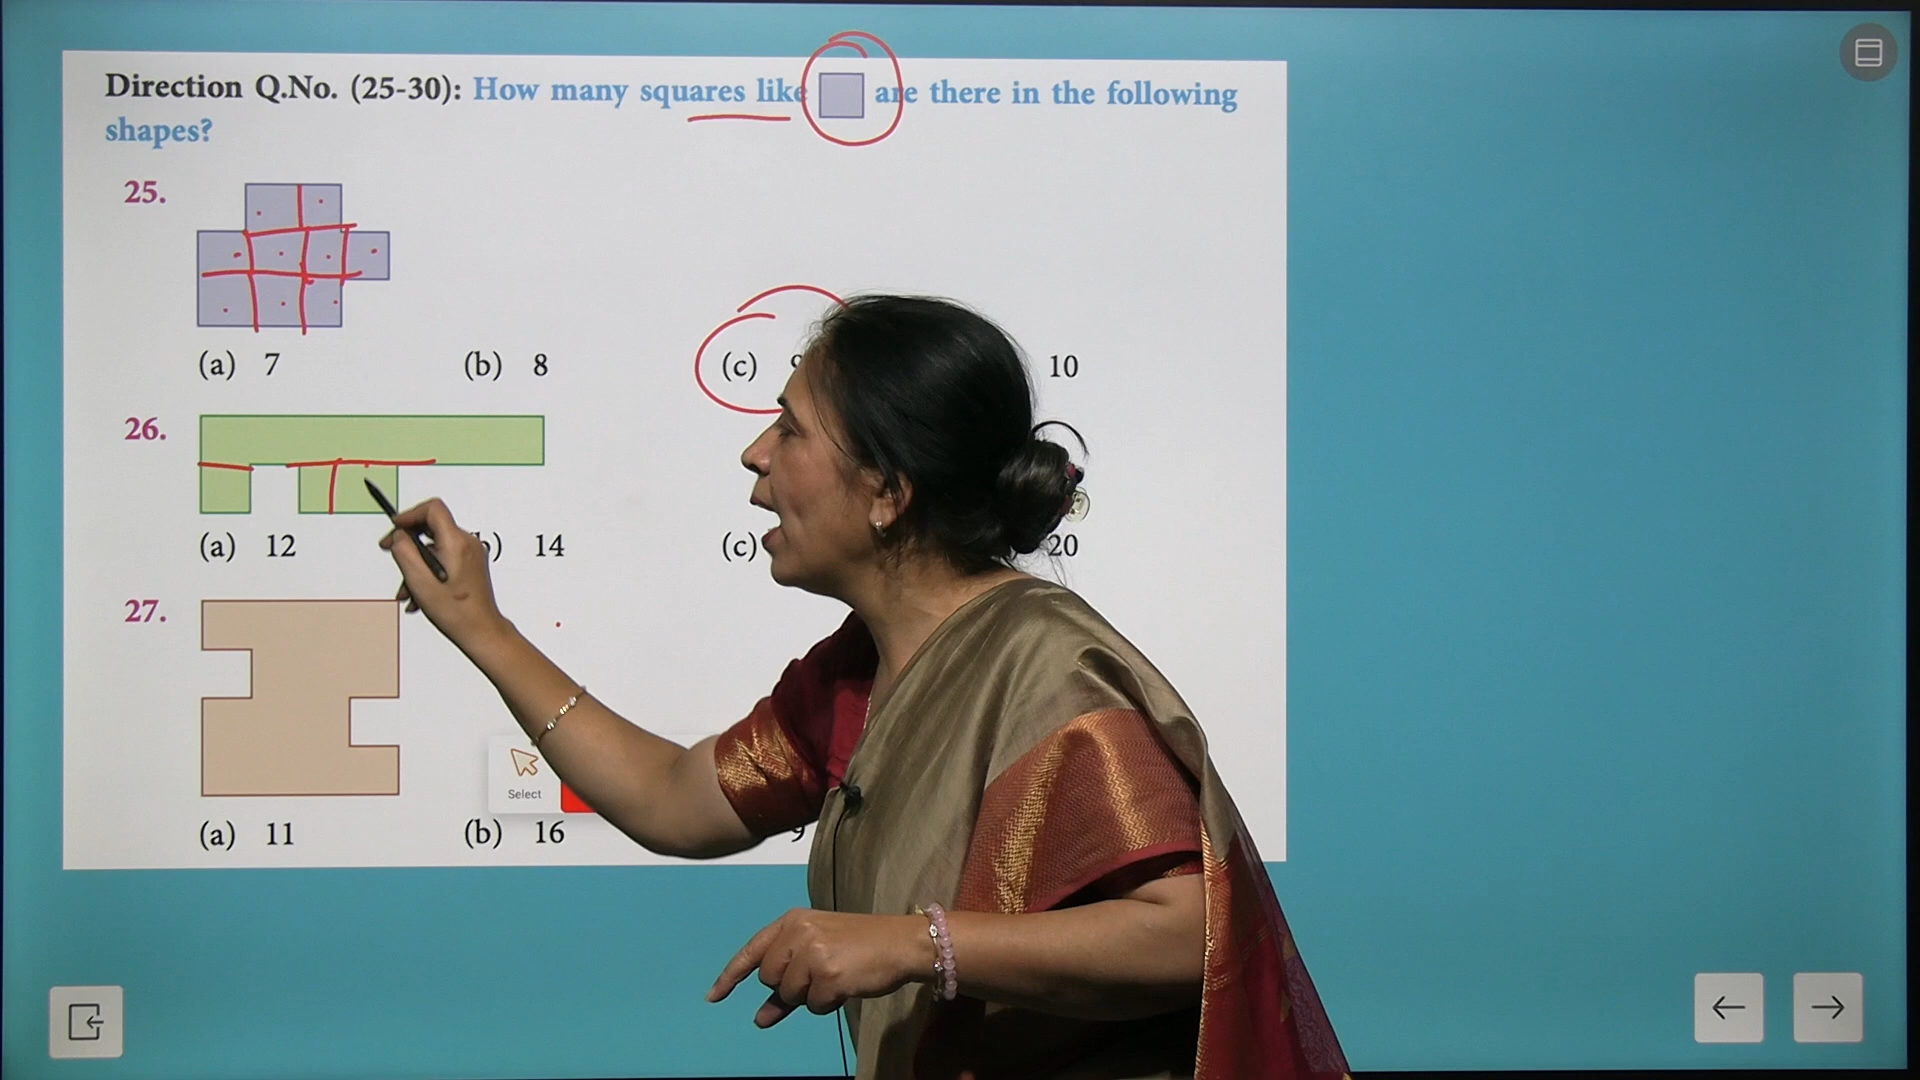 Direction Q.No. (25-30): How many squares like are there in the following
shapes?
25.
(a) 7 (b) 8 (c) 10
26.
(a) 12 14 (c) 20
27.
Select
(a) 11 (b) 16 9